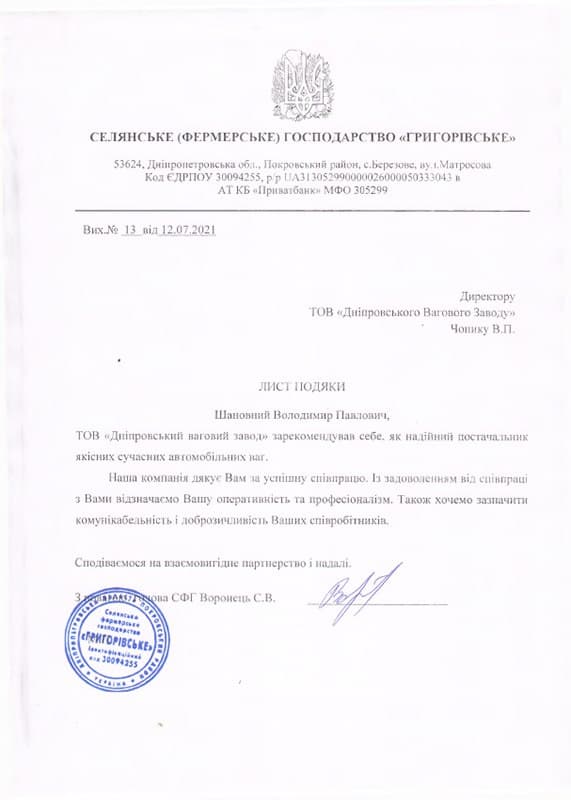 СЕЛЯНСЬКЕ (ФЕРМЕРСЬКЕ) ГОСПОДАРСТВО «ГРИГОРІВСЬКЕ»
53624, Дніпропетровська обл., Покровський район, с.Березове, вул.Матросова
Код ЄДРПОУ 30094255, р/р UA313052990000026000050333043 в
АТ КБ «Приватбанк» МФО 305299
Вих.№ 13 від 12.07.2021
Директору
ТОВ «Дніпровського Вагового Заводу»
Чопику В.П.
ЛИСТ ПОДЯКИ
Шановний Володимир Павлович,
ТОВ «Дніпровський ваговий завод» зарекомендував себе, як надійний постачальник
якісних сучасних автомобільних ваг.
Наша компанія дякує Вам за успішну співпрацю. Із задоволенням від співпраці
з Вами відзначаємо Вашу оперативність та професіоналізм. Також хочемо зазначити
комунікабельність і доброзичливість Ваших співробітників.
Сподіваємося на взаємовигідне партнерство і надалі.
З СФГ Воронець С.В.
Селянське
фермерське
господарство
«ГРИГОРІВСЬКЕ»
Ідентифікаційний
код 30094255
УКРАЇНА